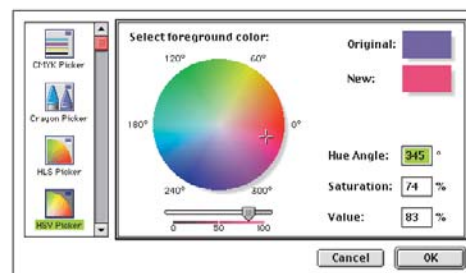 CMYK Picker
Crayon Picker
HLS Picker
HSV Picker
Select foreground color:
120° 60°
180° 0°
240° 300°
0 50 100
Original:
New:
Hue Angle: 345 °
Saturation: 74 %
Value: 83 %
Cancel OK